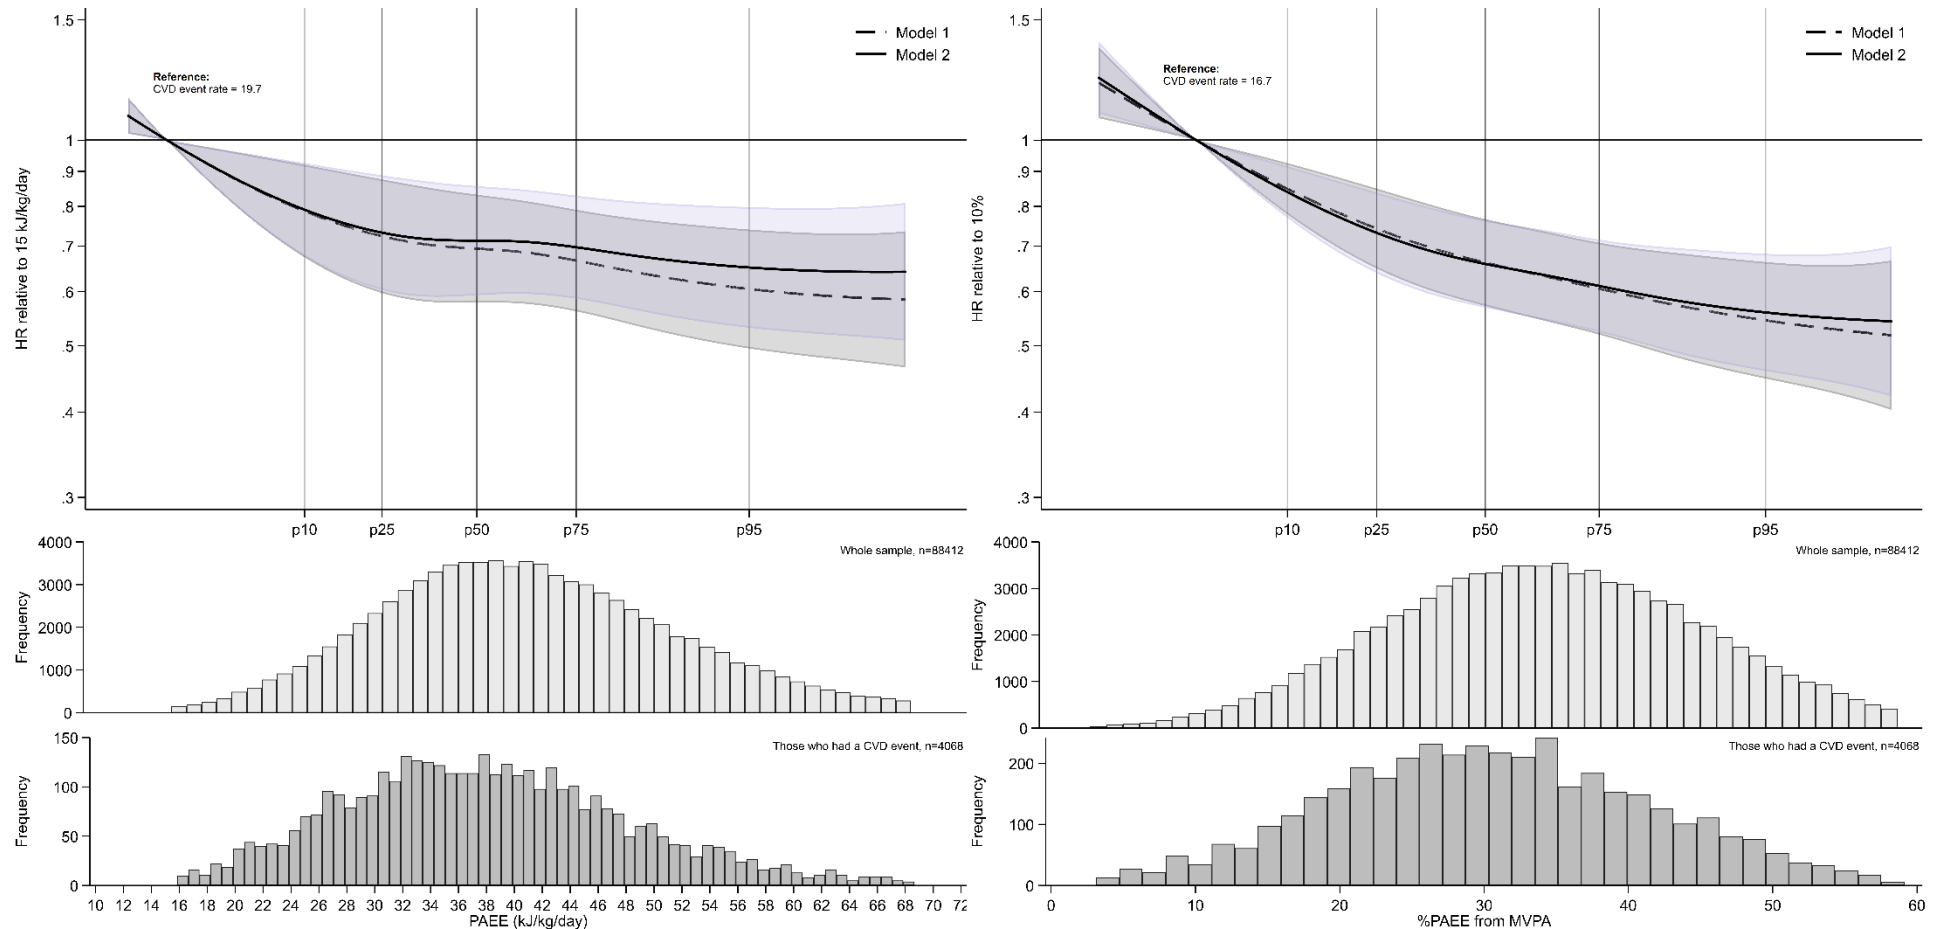 1.5
1
.9
.8
.7
.6
.5
.4
.3
HR relative to 15 kJ/kg/day
Reference:
CVD event rate = 19.7
Model 1
Model 2
p10 p25 p50 p75 p95
4000
3000
2000
1000
0
Frequency
Whole sample, n=88412
150
100
50
0
Frequency
Those who had a CVD event, n=4068
10 12 14 16 18 20 22 24 26 28 30 32 34 36 38 40 42 44 46 48 50 52 54 56 58 60 62 64 66 68 70 72
PAEE (kJ/kg/day)
1.5
1
.9
.8
.7
.6
.5
.4
.3
HR relative to 10%
Reference:
CVD event rate = 16.7
Model 1
Model 2
p10 p25 p50 p75 p95
4000
3000
2000
1000
0
Frequency
Whole sample, n=88412
200
100
0
Frequency
Those who had a CVD event, n=4068
0 10 20 30 40 50 60
%PAEE from MVPA